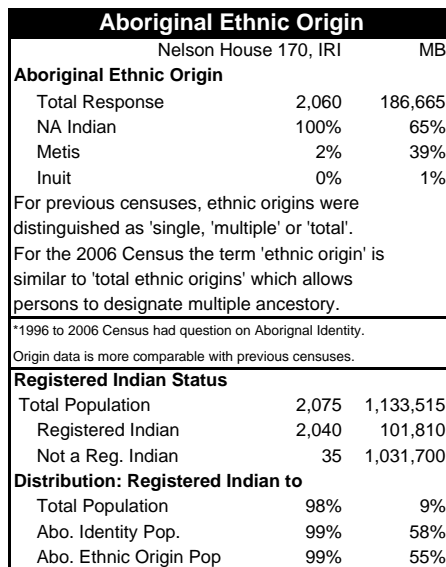 Aboriginal Ethnic Origin
Nelson House 170, IRI MB
Aboriginal Ethnic Origin
Total Response 2,060 186,665
NA Indian 100% 65%
Metis 2% 39%
Inuit 0% 1%
For previous censuses, ethnic origins were
distinguished as 'single, 'multiple' or 'total'.
For the 2006 Census the term 'ethnic origin' is
similar to 'total ethnic origins' which allows
persons to designate multiple ancestory.
*1996 to 2006 Census had question on Aborignal Identity.
Origin data is more comparable with previous censuses.
Registered Indian Status
Total Population 2,075 1,133,515
Registered Indian 2,040 101,810
Not a Reg. Indian 35 1,031,700
Distribution: Registered Indian to
Total Population 98% 9%
Abo. Identity Pop. 99% 58%
Abo. Ethnic Origin Pop 99% 55%